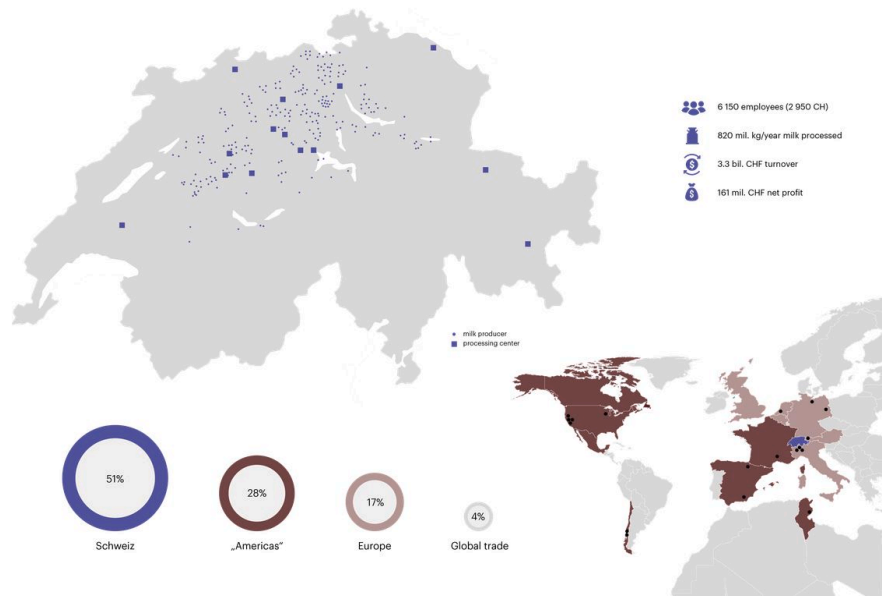 6 150 employees (2 950 CH)
820 mil. kg/year milk processed
3.3 bil. CHF turnover
161 mil. CHF net profit
milk producer
processing center
51%
28%
17%
4%
Schweiz
„Americas“
Europe
Global trade